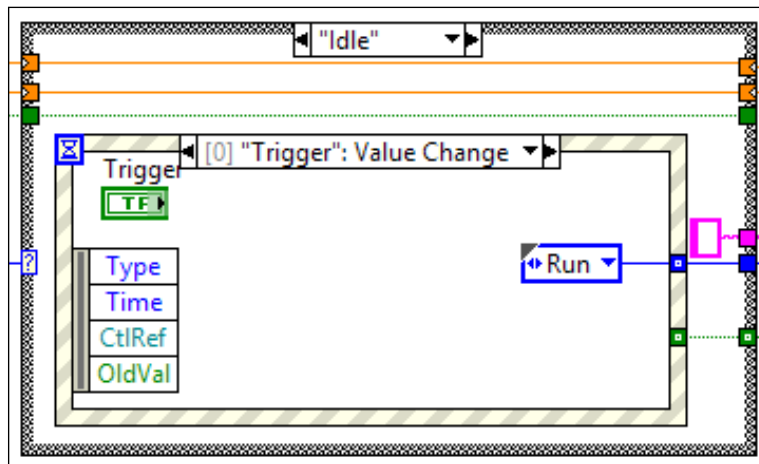 "Idle"
[0] "Trigger": Value Change
Trigger
TF
?
Run
Type
Time
CtlRef
OldVal